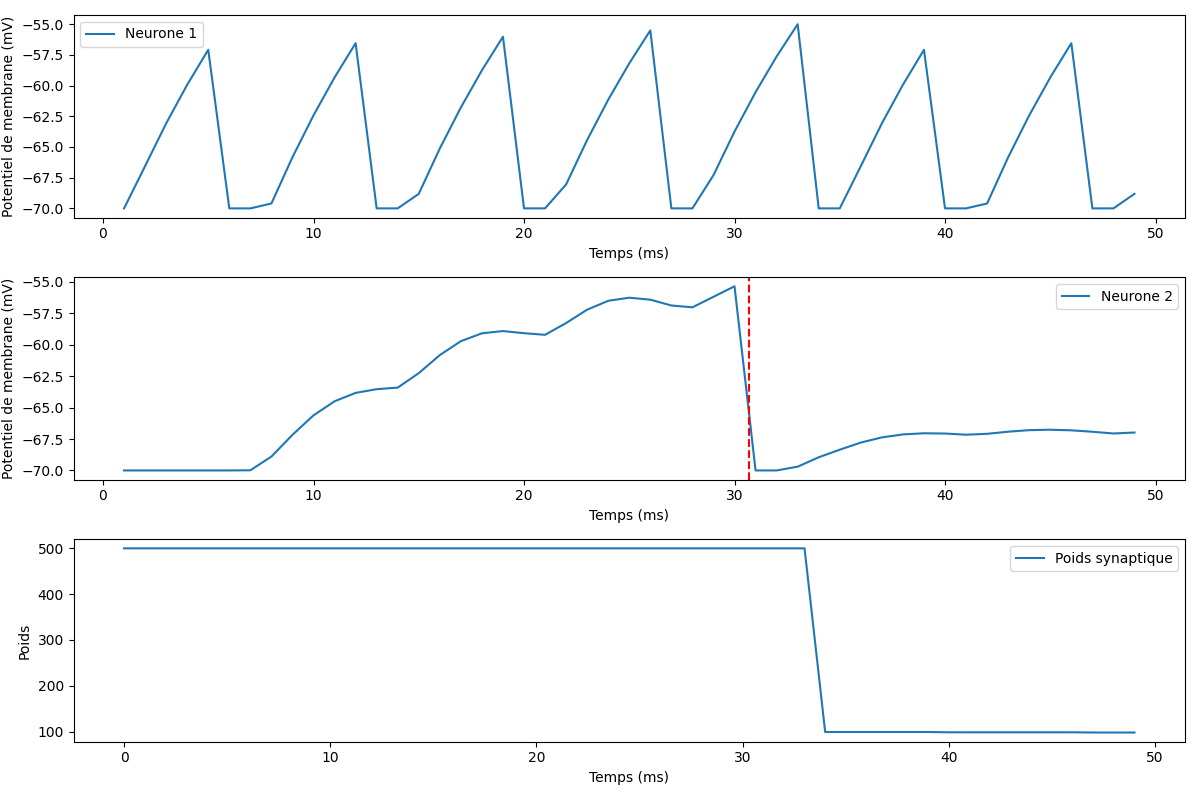 Potentiel de membrane (mV)
−55.0
−57.5
−60.0
−62.5
−65.0
−67.5
−70.0
Neurone 1
0 10 20 30 40 50
Temps (ms)
Potentiel de membrane (mV)
−55.0
−57.5
−60.0
−62.5
−65.0
−67.5
−70.0
Neurone 2
0 10 20 30 40 50
Temps (ms)
Poids
500
400
300
200
100
Poids synaptique
0 10 20 30 40 50
Temps (ms)